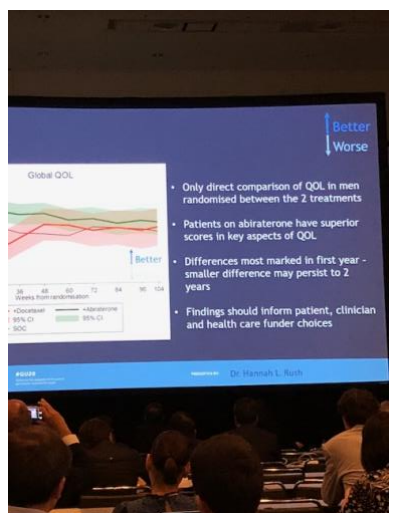 Better
Worse
Global QOL
• Only direct comparison of QOL in men
randomised between the 2 treatments
• Patients on abiraterone have superior
scores in key aspects of QOL
• Differences most marked in first year -
smaller difference may persist to 2
years
• Findings should inform patient, clinician
and health care funder choices
Better
36 48 60 72 84 96 104
Weeks from randomisation
+Docetaxel +Abiraterone
95% CI 95% CI
SOC
#GU20
PRESENTED BY: Dr. Hannah L. Rush